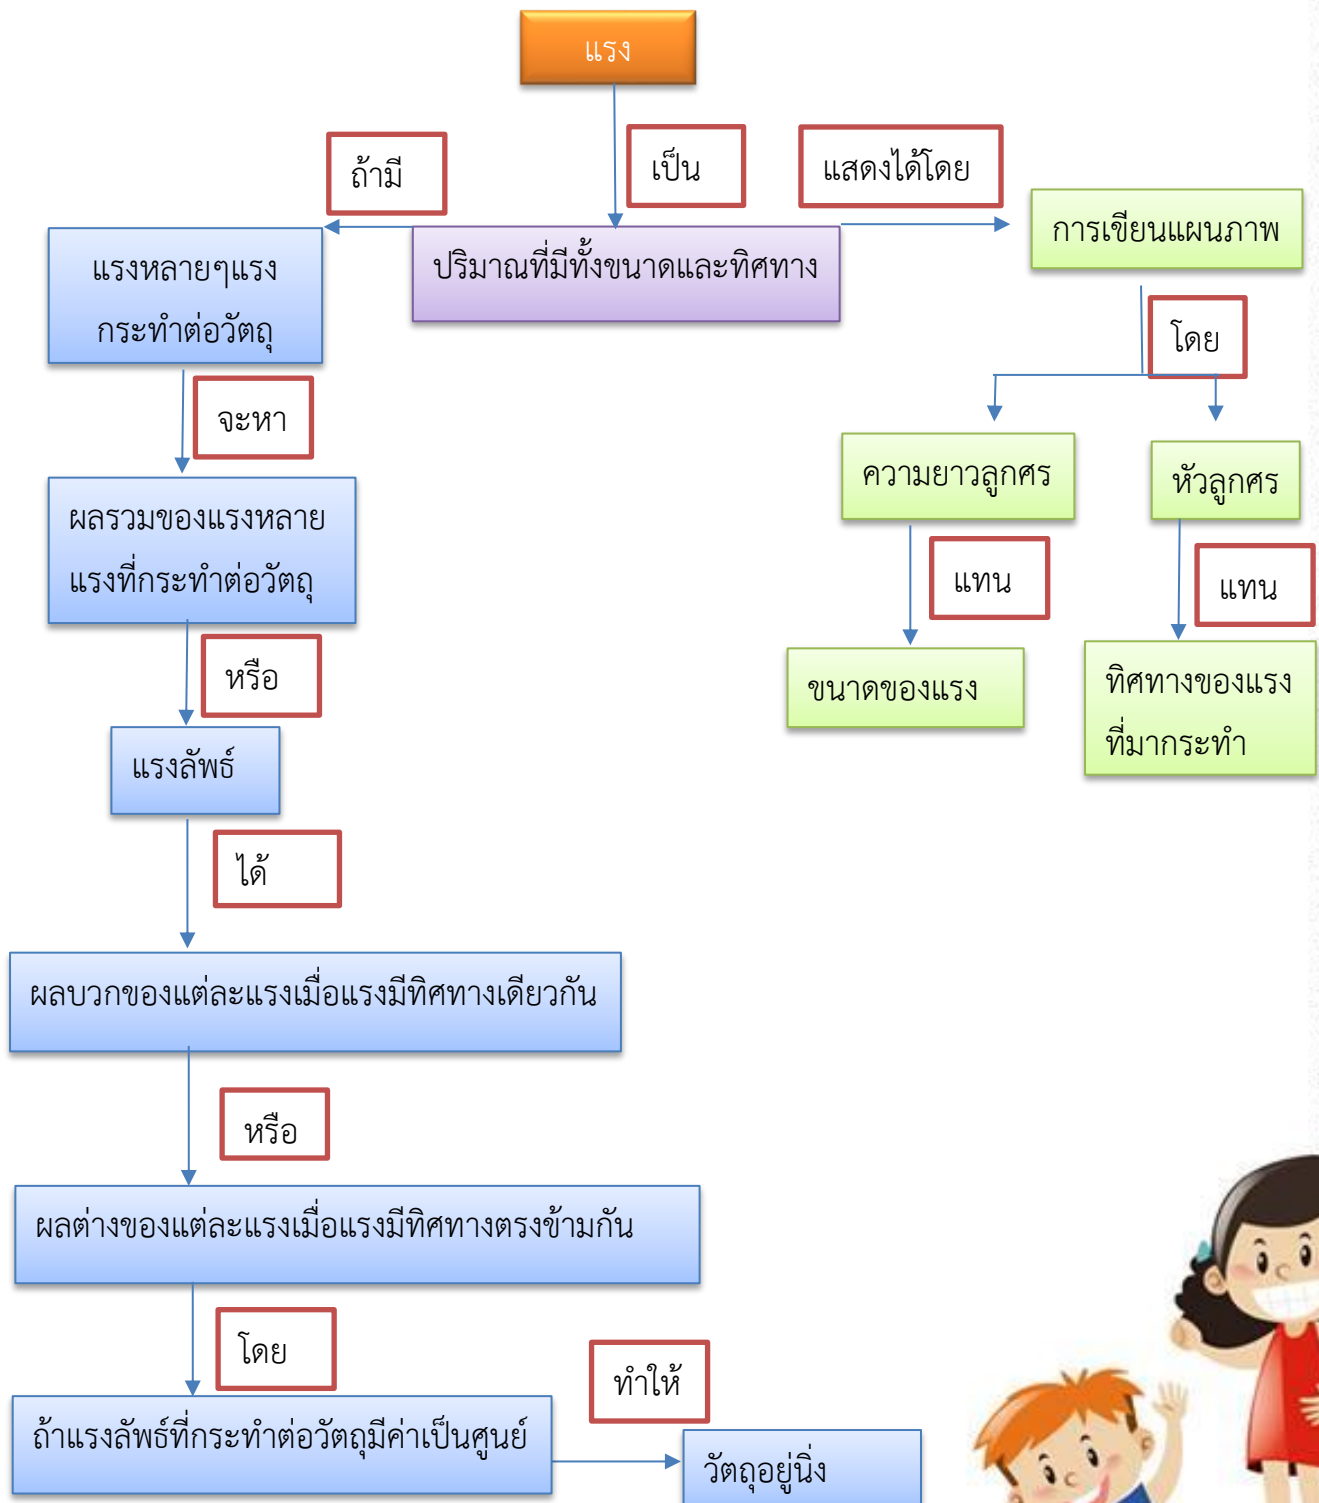 แรง
ถ้ามี
เป็น
แสดงได้โดย
การเขียนแผนภาพ
แรงหลายๆแรง
กระทำต่อวัตถุ
ปริมาณที่มีทั้งขนาดและทิศทาง
โดย
จะหา
ความยาวลูกศร
หัวลูกศร
ผลรวมของแรงหลาย
แรงที่กระทำต่อวัตถุ
แทน
แทน
หรือ
ขนาดของแรง
ทิศทางของแรง
ที่มากระทำ
แรงลัพธ์
ได้
ผลบวกของแต่ละแรงเมื่อแรงมีทิศทางเดียวกัน
หรือ
ผลต่างของแต่ละแรงเมื่อแรงมีทิศทางตรงข้ามกัน
โดย
ทำให้
ถ้าแรงลัพธ์ที่กระทำต่อวัตถุมีค่าเป็นศูนย์
วัตถุอยู่นิ่ง